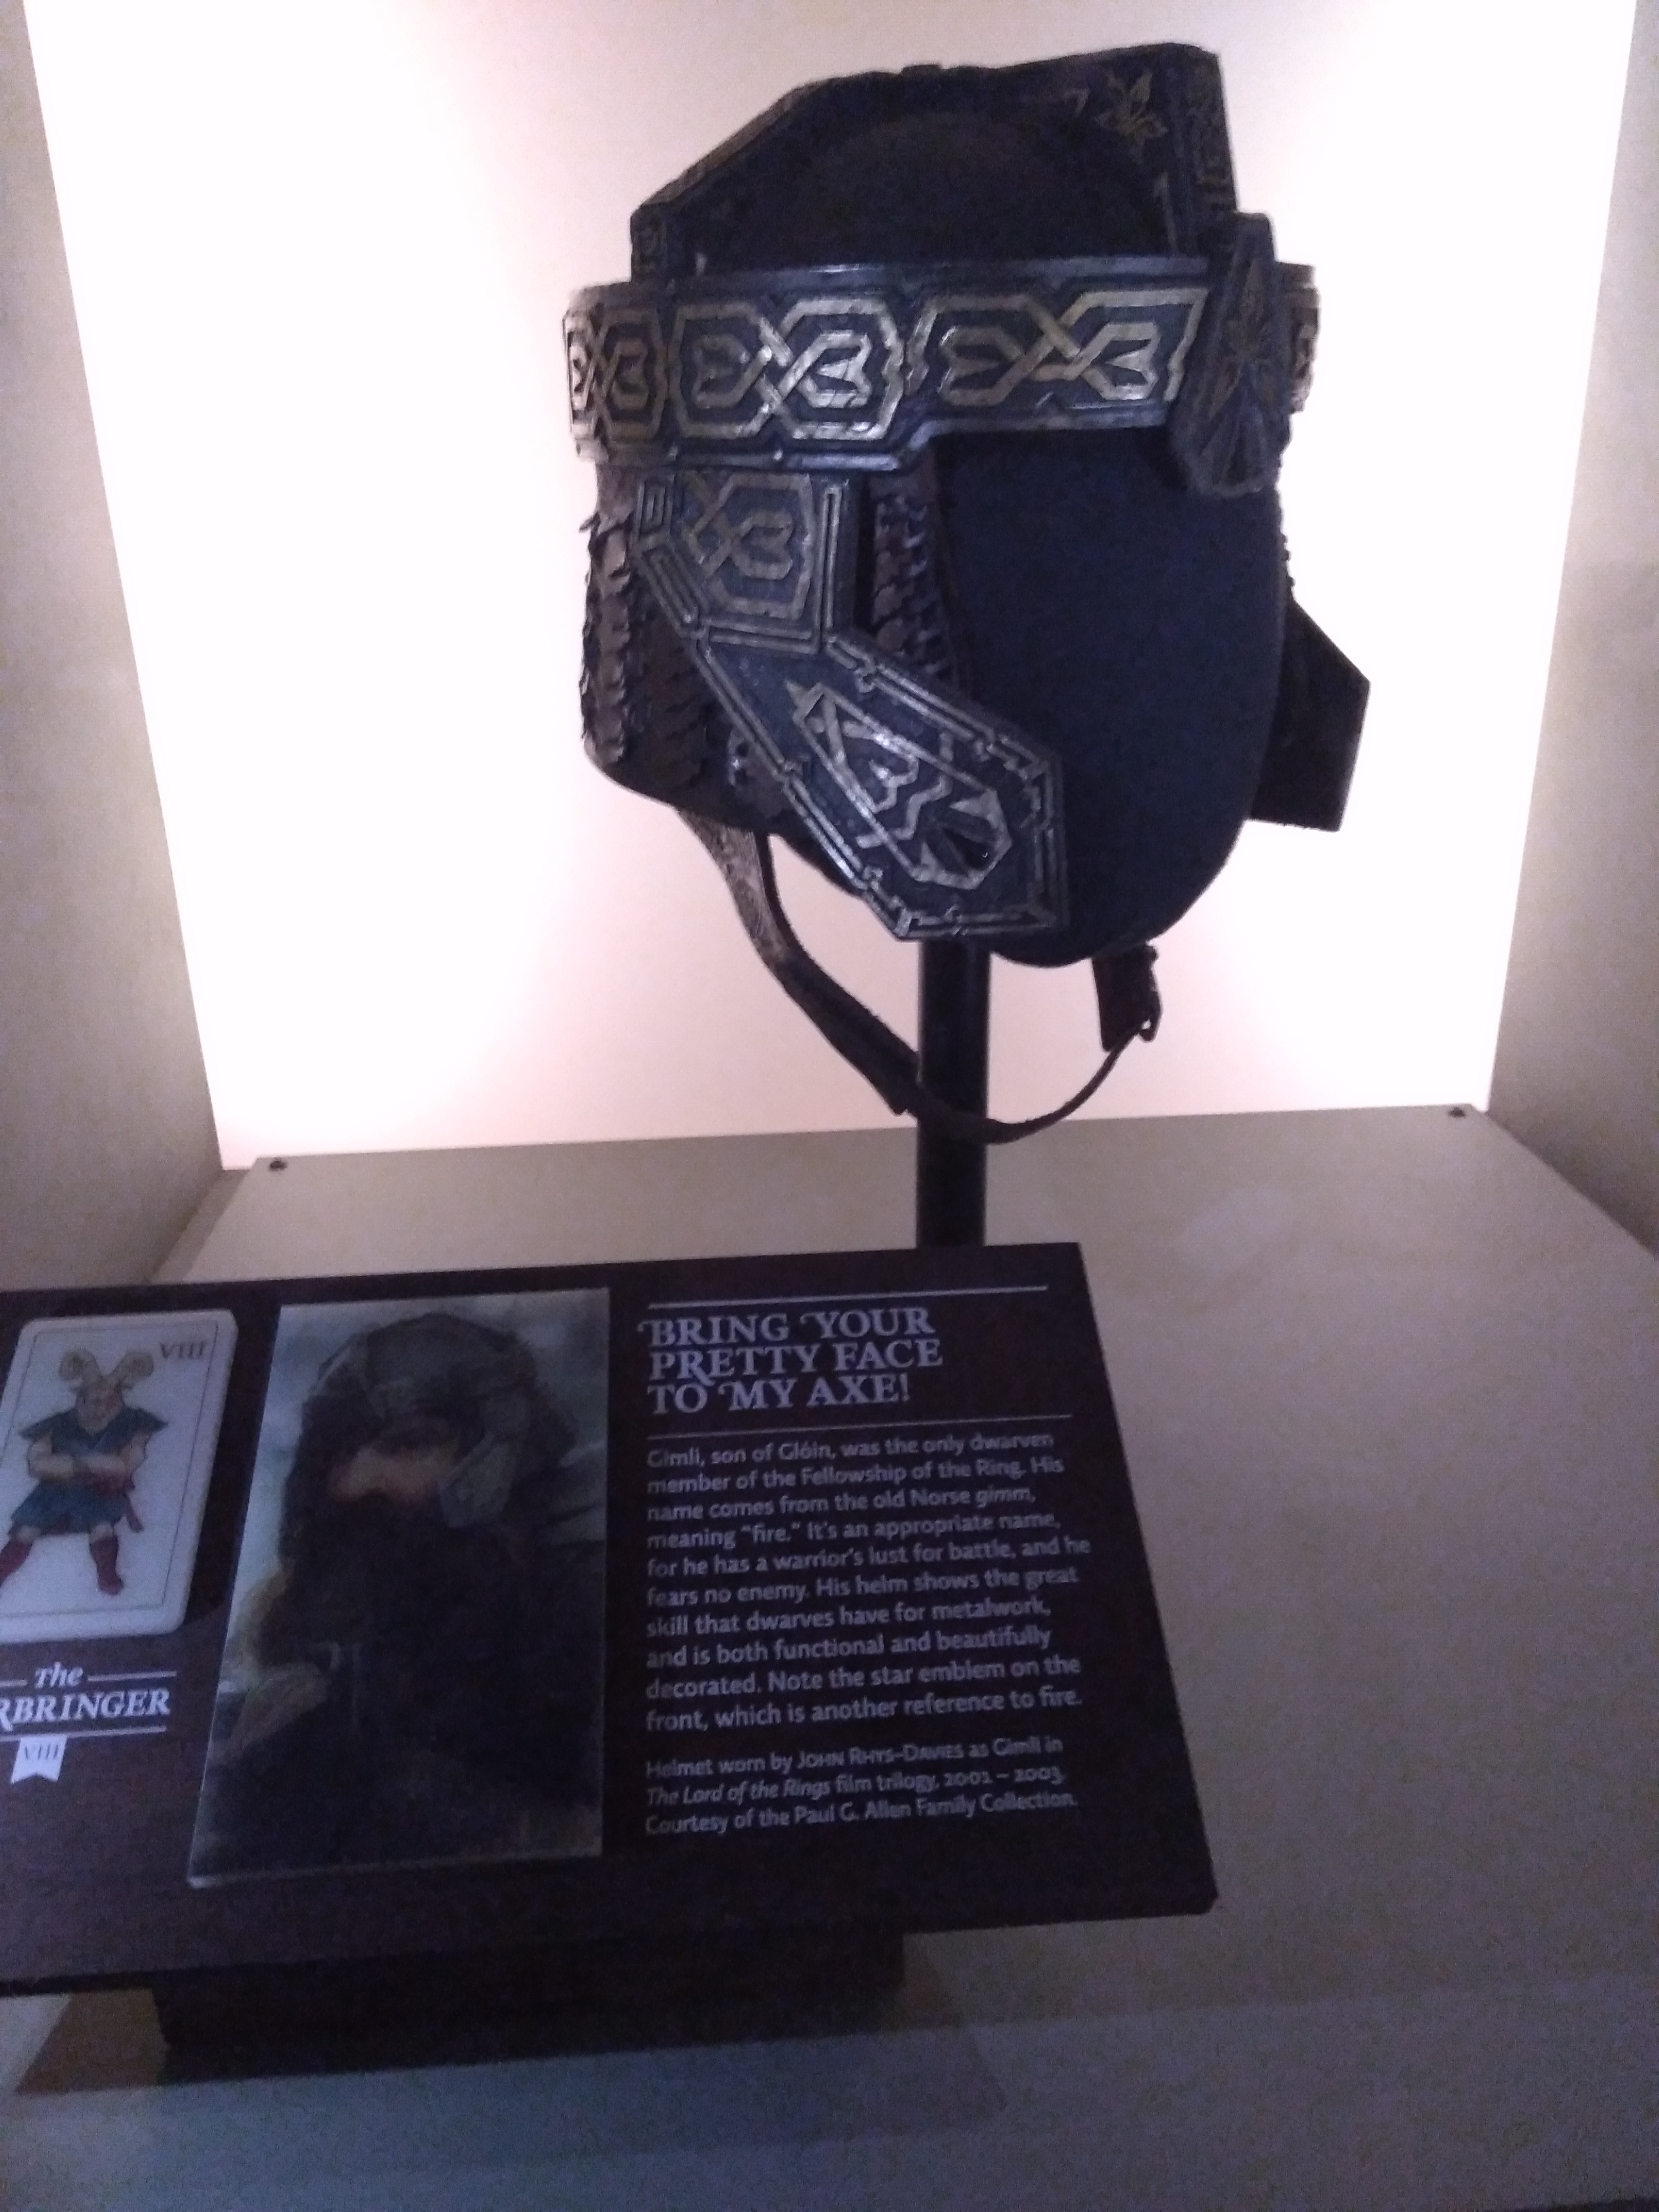 VIII
The
RBRINGER
VIII
BRING YOUR
PRETTY FACE
TO MY AXE!
Gimli, son of Glóin, was the only dwarven
member of the Fellowship of the Ring. His
name comes from the old Norse gimm,
meaning "fire." It's an appropriate name,
for he has a warrior's lust for battle, and he
fears no enemy. His helm shows the great
skill that dwarves have for metalwork,
and is both functional and beautifully
decorated. Note the star emblem on the
front, which is another reference to fire.
Helmet worn by JOHN RHYS-DAVIES as Gimli in
The Lord of the Rings film trilogy, 2001 – 2003.
Courtesy of the Paul G. Allen Family Collection.